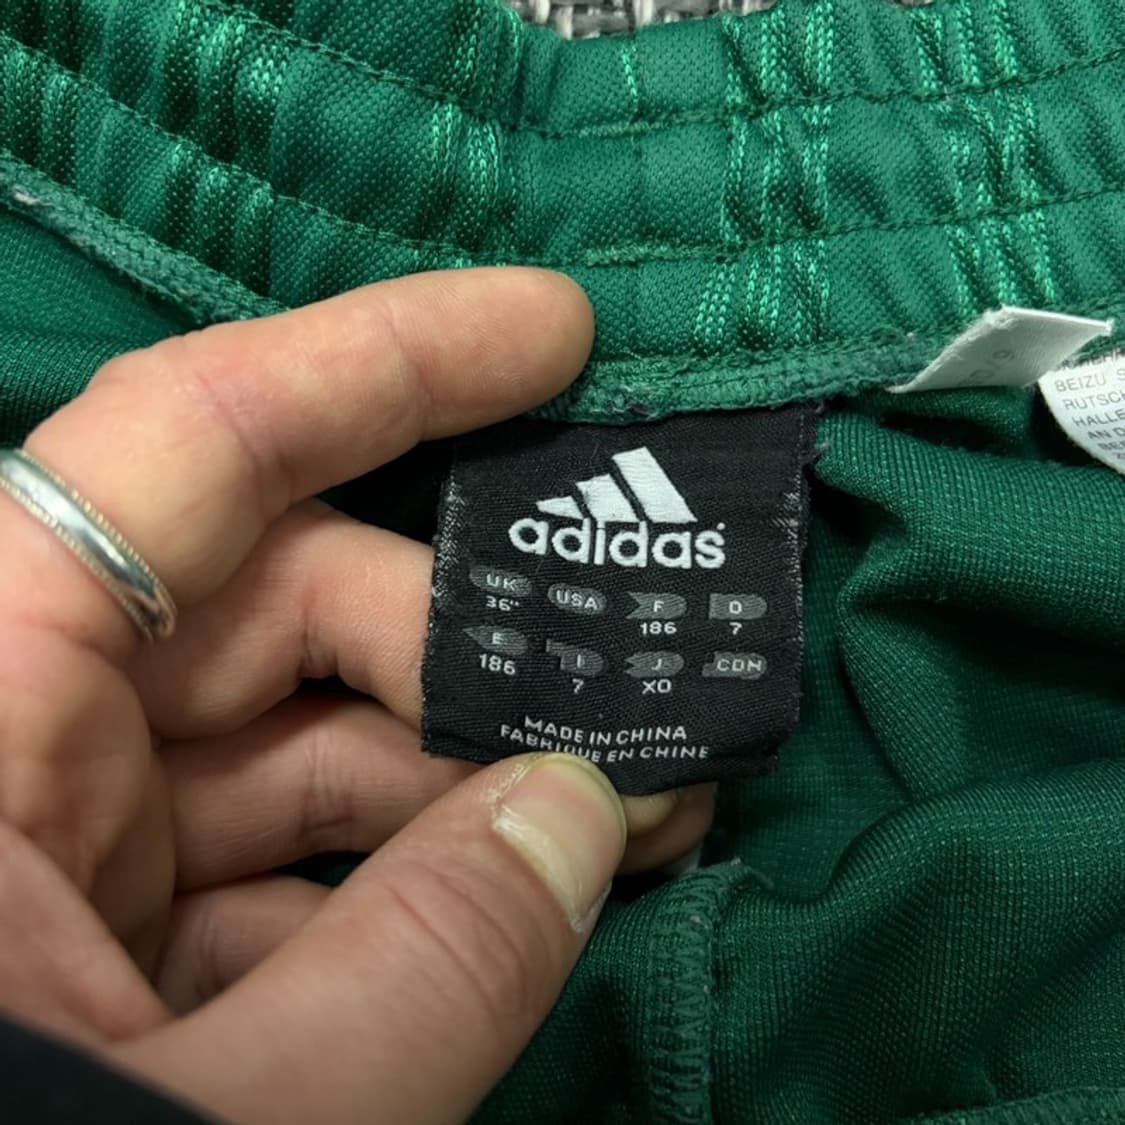 adidas
UK USA F D
36" 186 7
E I J CDN
186 7 XO
MADE IN CHINA
FABRIQUE EN CHINE
BEIZU
RUTSCH
HALLE
AN D